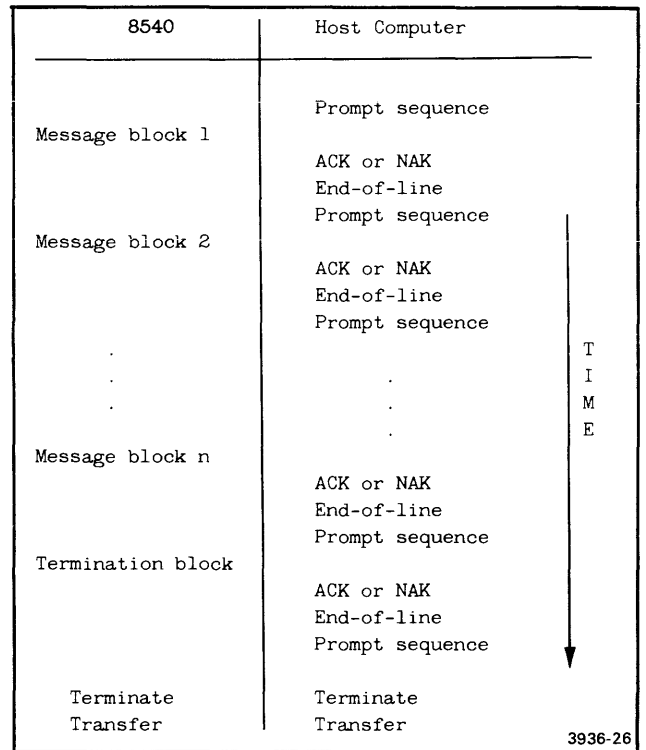 8540 Host Computer
Prompt sequence
Message block 1
ACK or NAK
End-of-line
Prompt sequence
Message block 2
ACK or NAK
End-of-line
Prompt sequence
. T
. . I
. . M
. E
Message block n
ACK or NAK
End-of-line
Prompt sequence
Termination block
ACK or NAK
End-of-line
Prompt sequence
Terminate Terminate
Transfer Transfer
3936-26